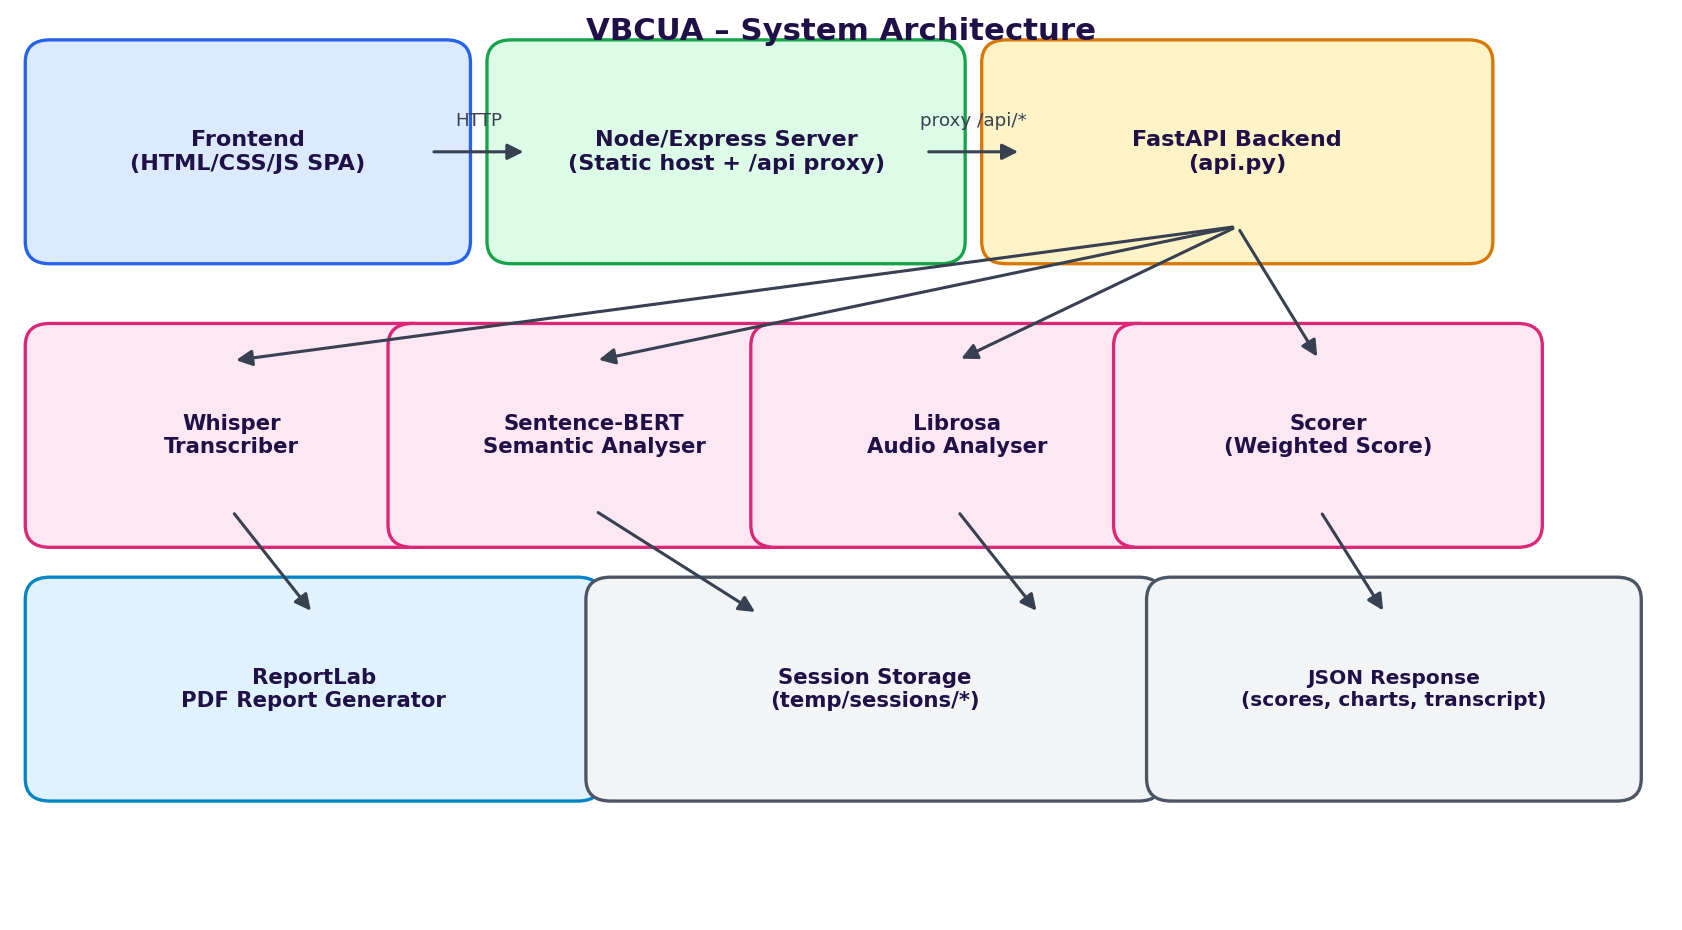 VBCUA – System Architecture
Frontend
(HTML/CSS/JS SPA)
HTTP
Node/Express Server
(Static host + /api proxy)
proxy /api/*
FastAPI Backend
(api.py)
Whisper
Transcriber
Sentence-BERT
Semantic Analyser
Librosa
Audio Analyser
Scorer
(Weighted Score)
ReportLab
PDF Report Generator
Session Storage
(temp/sessions/*)
JSON Response
(scores, charts, transcript)